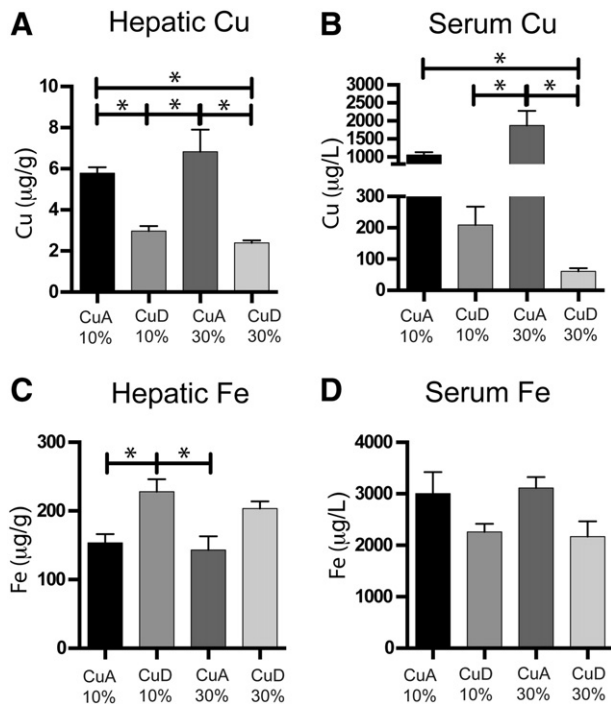 A
Hepatic Cu
*
* * *
10
8
6
4
2
0
Cu (μg/g)
CuA CuD CuA CuD
10% 10% 30% 30%
B
Serum Cu
*
* *
3000
2500
2000
1500
1000
300
200
100
0
Cu (μg/L)
CuA CuD CuA CuD
10% 10% 30% 30%
C
Hepatic Fe
* *
300
200
100
0
Fe (μg/g)
CuA CuD CuA CuD
10% 10% 30% 30%
D
Serum Fe
4000
3000
2000
1000
0
Fe (μg/L)
CuA CuD CuA CuD
10% 10% 30% 30%